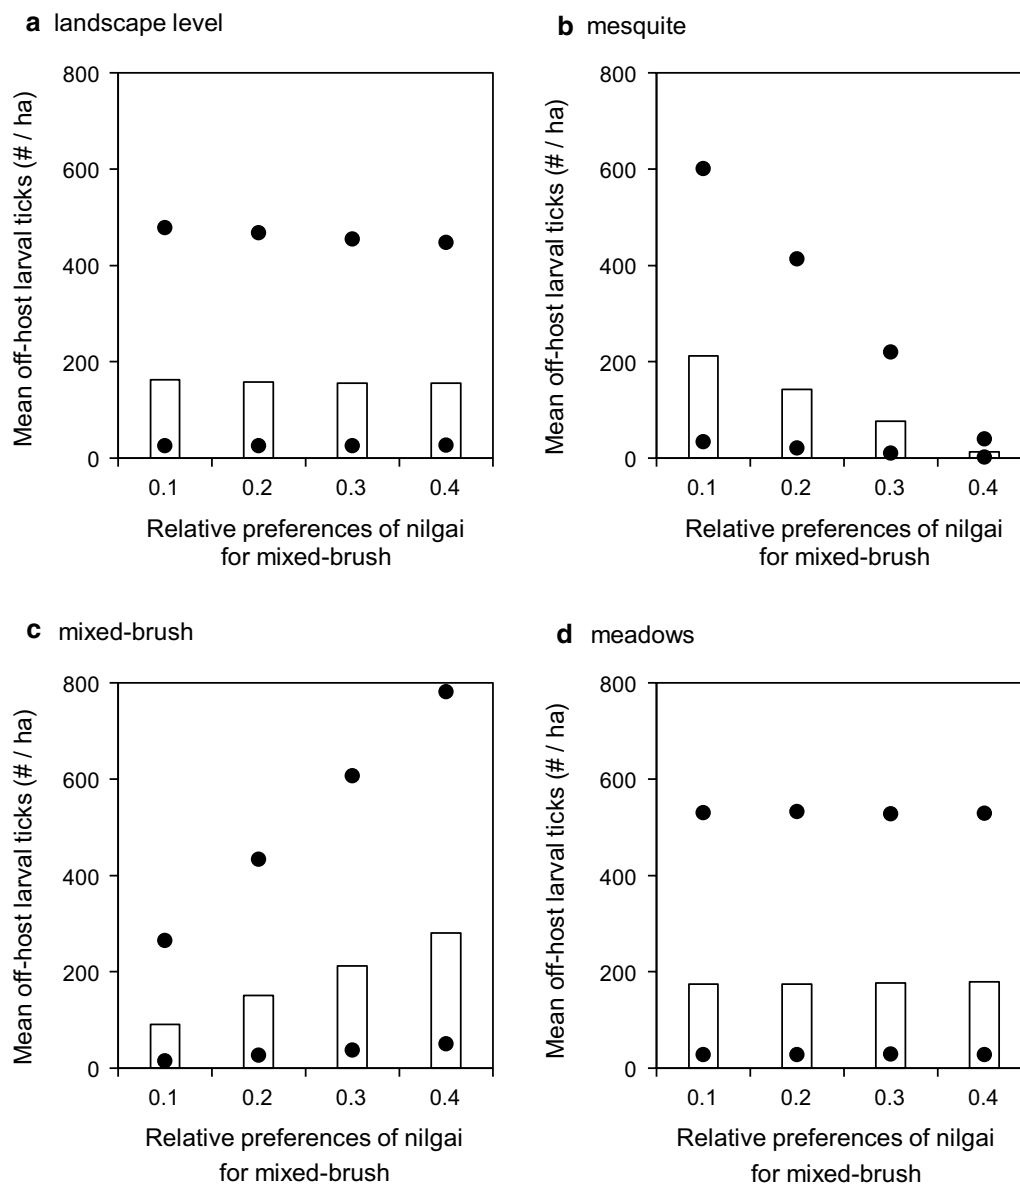 a landscape level
Mean off-host larval ticks (# / ha)
800
600
400
200
0
0.1 0.2 0.3 0.4
Relative preferences of nilgai
for mixed-brush
b mesquite
Mean off-host larval ticks (# / ha)
800
600
400
200
0
0.1 0.2 0.3 0.4
Relative preferences of nilgai
for mixed-brush
c mixed-brush
Mean off-host larval ticks (# / ha)
800
600
400
200
0
0.1 0.2 0.3 0.4
Relative preferences of nilgai
for mixed-brush
d meadows
Mean off-host larval ticks (# / ha)
800
600
400
200
0
0.1 0.2 0.3 0.4
Relative preferences of nilgai
for mixed-brush